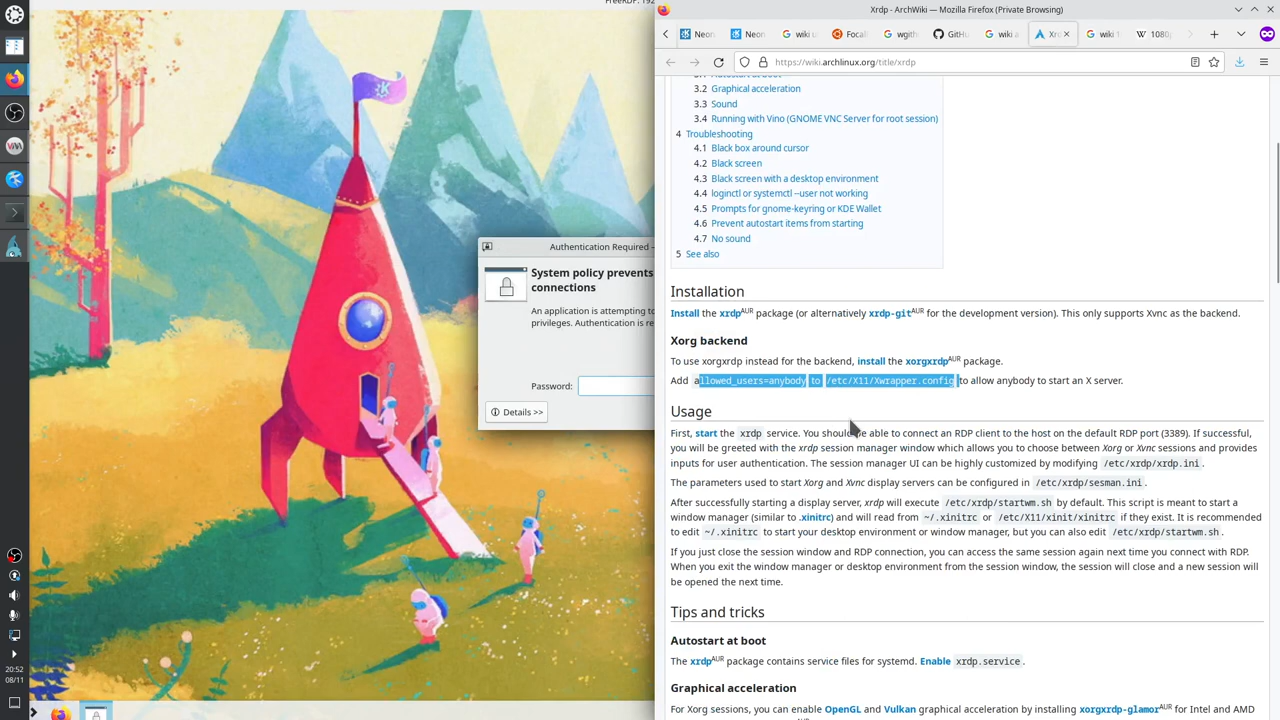 FreeRDP: 192
Xrdp - ArchWiki — Mozilla Firefox (Private Browsing)
Neon
Neon
wiki u
Focal
wgith
GitHu
wiki a
Xrd
wiki f
1080p
https://wiki.archlinux.org/title/xrdp
3.2 Graphical acceleration
3.3 Sound
3.4 Running with Vino (GNOME VNC Server for root session)
4 Troubleshooting
4.1 Black box around cursor
4.2 Black screen
4.3 Black screen with a desktop environment
4.4 loginctl or systemctl --user not working
4.5 Prompts for gnome-keyring or KDE Wallet
4.6 Prevent autostart items from starting
4.7 No sound
5 See also
Authentication Required –
System policy prevents
connections
An application is attempting to
privileges. Authentication is re
Password:
Details >>
Installation
Install the xrdpAUR package (or alternatively xrdp-gitAUR for the development version). This only supports Xvnc as the backend.
Xorg backend
To use xorgxrdp instead for the backend, install the xorgxrdpAUR package.
Add allowed_users=anybody to /etc/X11/Xwrapper.config to allow anybody to start an X server.
Usage
First, start the xrdp service. You should be able to connect an RDP client to the host on the default RDP port (3389). If successful,
you will be greeted with the xrdp session manager window which allows you to choose between Xorg or Xvnc sessions and provides
inputs for user authentication. The session manager UI can be highly customized by modifying /etc/xrdp/xrdp.ini.
The parameters used to start Xorg and Xvnc display servers can be configured in /etc/xrdp/sesman.ini.
After successfully starting a display server, xrdp will execute /etc/xrdp/startwm.sh by default. This script is meant to start a
window manager (similar to .xinitrc) and will read from ~/.xinitrc or /etc/X11/xinit/xinitrc if they exist. It is recommended
to edit ~/.xinitrc to start your desktop environment or window manager, but you can also edit /etc/xrdp/startwm.sh.
If you just close the session window and RDP connection, you can access the same session again next time you connect with RDP.
When you exit the window manager or desktop environment from the session window, the session will close and a new session will
be opened the next time.
Tips and tricks
Autostart at boot
The xrdpAUR package contains service files for systemd. Enable xrdp.service.
Graphical acceleration
For Xorg sessions, you can enable OpenGL and Vulkan graphical acceleration by installing xorgxrdp-glamorAUR for Intel and AMD
20:52
08/11